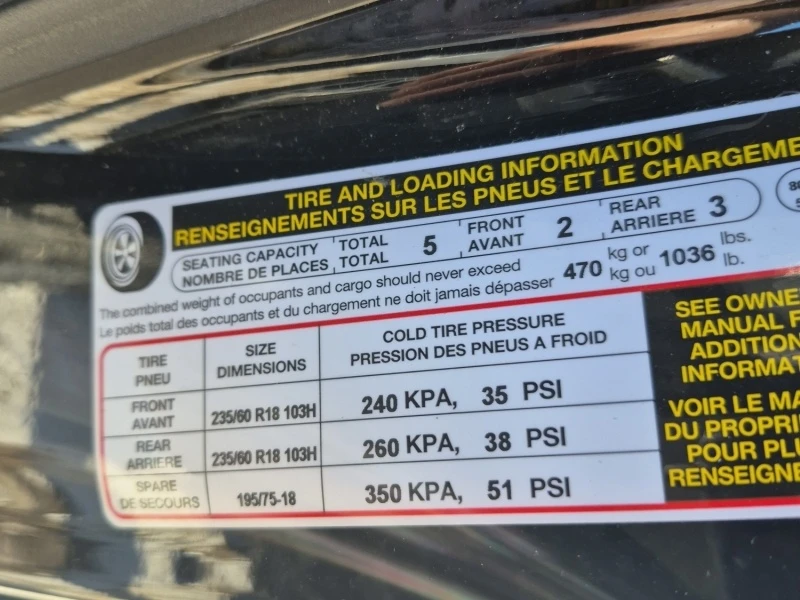 TIRE AND LOADING INFORMATION
RENSEIGNEMENTS SUR LES PNEUS ET LE CHARGEME
SEATING CAPACITY TOTAL 5 FRONT 2 REAR 3
NOMBRE DE PLACES TOTAL AVANT ARRIERE
The combined weight of occupants and cargo should never exceed 470 kg or 1036 lbs.
Le poids total des occupants et du chargement ne doit jamais dépasser kg ou lb.
TIRE SIZE COLD TIRE PRESSURE
PNEU DIMENSIONS PRESSION DES PNEUS A FROID
FRONT
AVANT 235/60 R18 103H 240 KPA, 35 PSI
REAR
ARRIERE 235/60 R18 103H 260 KPA, 38 PSI
SPARE
DE SECOURS 195/75-18 350 KPA, 51 PSI
SEE OWNE
MANUAL F
ADDITION
INFORMAT
VOIR LE MA
DU PROPRI
POUR PLU
RENSEIGNE